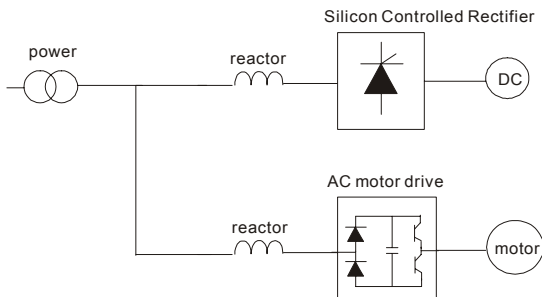 Silicon Controlled Rectifier
power
reactor
DC
AC motor drive
reactor
motor